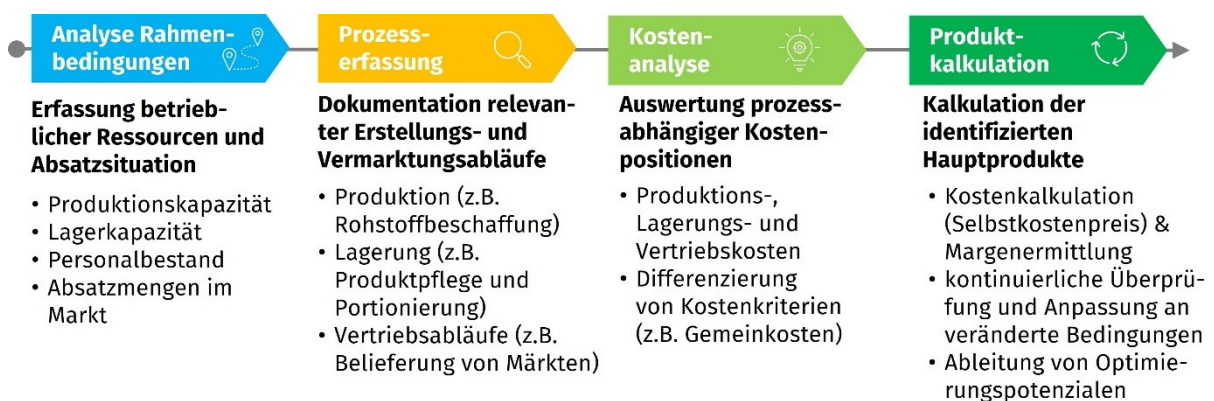 Analyse Rahmen-
bedingungen
Erfassung betrieb-
licher Ressourcen und
Absatzsituation
• Produktionskapazität
• Lagerkapazität
• Personalbestand
• Absatzmengen im
Markt
Prozess-
erfassung
Dokumentation relevan-
ter Erstellungs- und
Vermarktungsabläufe
• Produktion (z.B.
Rohstoffbeschaffung)
• Lagerung (z.B.
Produktpflege und
Portionierung)
• Vertriebsabläufe (z.B.
Belieferung von Märkten)
Kosten-
analyse
Auswertung prozess-
abhängiger Kosten-
positionen
• Produktions-,
Lagerungs- und
Vertriebskosten
• Differenzierung
von Kostenkriterien
(z.B. Gemeinkosten)
Produkt-
kalkulation
Kalkulation der
identifizierten
Hauptprodukte
• Kostenkalkulation
(Selbstkostenpreis) &
Margenermittlung
• kontinuierliche Überprü-
fung und Anpassung an
veränderte Bedingungen
• Ableitung von Optimie-
rungspotenzialen